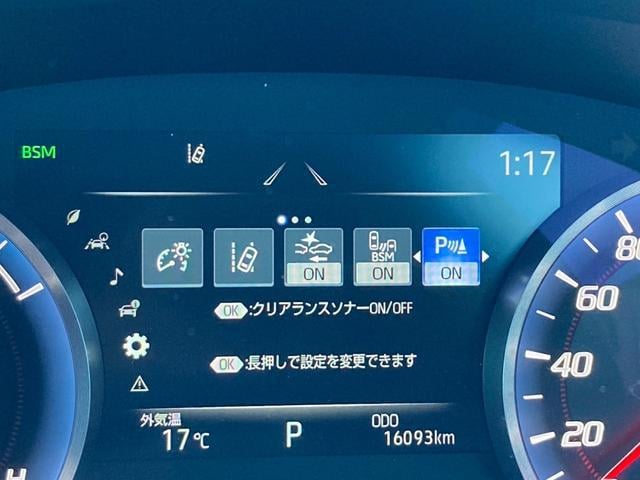 BSM
1:17
ON
BSM
ON
P
ON
OK :クリアランスソナーON/OFF
OK :長押しで設定を変更できます
外気温
17℃
P
ODO
16093km
80
60
40
20
H